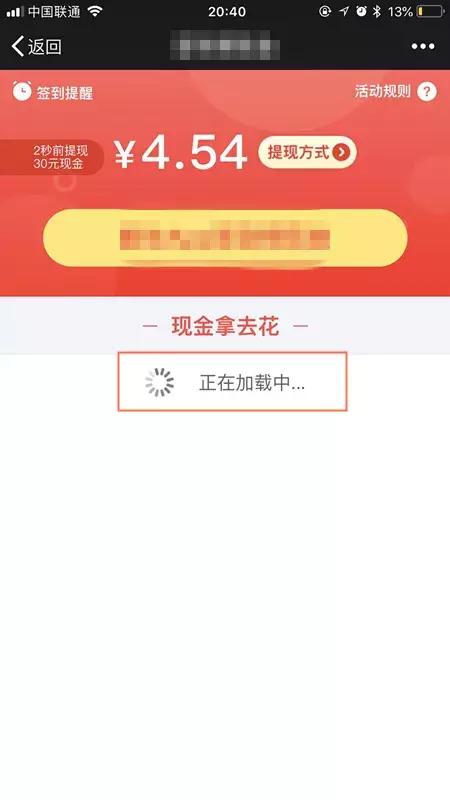 中国联通
20:40
13%
返回
签到提醒
活动规则 ?
2秒前提现
30元现金
¥4.54
提现方式
现金拿去花
正在加载中...